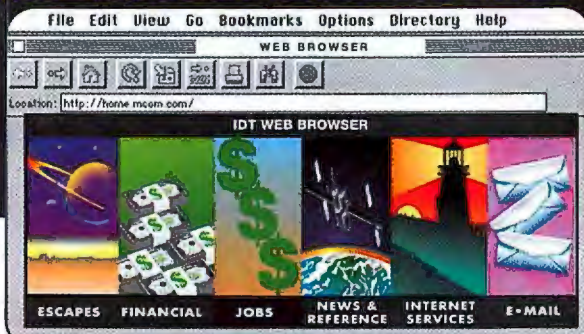 File Edit View Go Bookmarks Options Directory Help
WEB BROWSER
Location: http://home.mcom.com/
IDT WEB BROWSER
ESCAPES FINANCIAL JOBS NEWS & REFERENCE INTERNET SERVICES E•MAIL